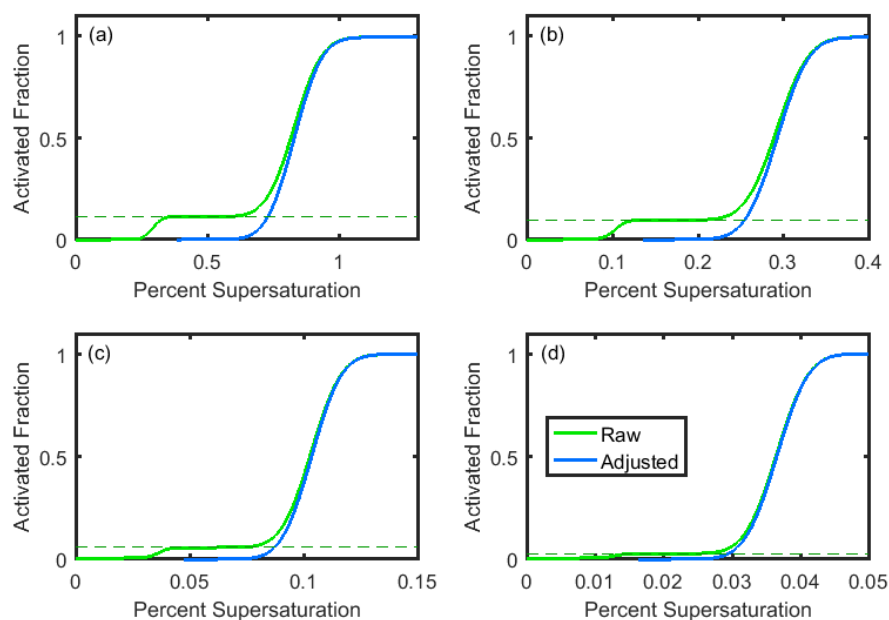 (a)
Activated Fraction
1
0.5
0
0 0.5 1
Percent Supersaturation
(b)
Activated Fraction
1
0.5
0
0 0.1 0.2 0.3 0.4
Percent Supersaturation
(c)
Activated Fraction
1
0.5
0
0 0.05 0.1 0.15
Percent Supersaturation
(d)
Activated Fraction
1
0.5
0
Raw
Adjusted
0 0.01 0.02 0.03 0.04 0.05
Percent Supersaturation